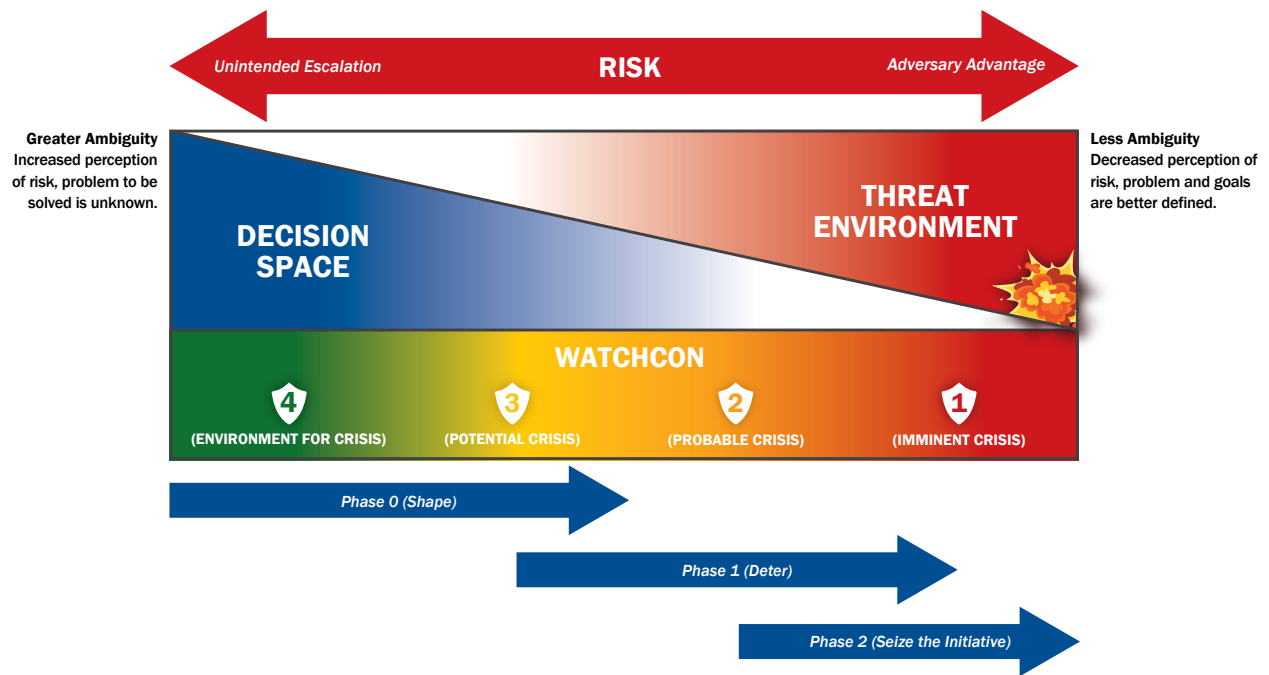 RISK
Unintended Escalation
Adversary Advantage
Greater Ambiguity
Increased perception
of risk, problem to be
solved is unknown.
Less Ambiguity
Decreased perception of
risk, problem and goals
are better defined.
DECISION
SPACE
THREAT
ENVIRONMENT
WATCHCON
4
(ENVIRONMENT FOR CRISIS)
3
(POTENTIAL CRISIS)
2
(PROBABLE CRISIS)
1
(IMMINENT CRISIS)
Phase 0 (Shape)
Phase 1 (Deter)
Phase 2 (Seize the Initiative)